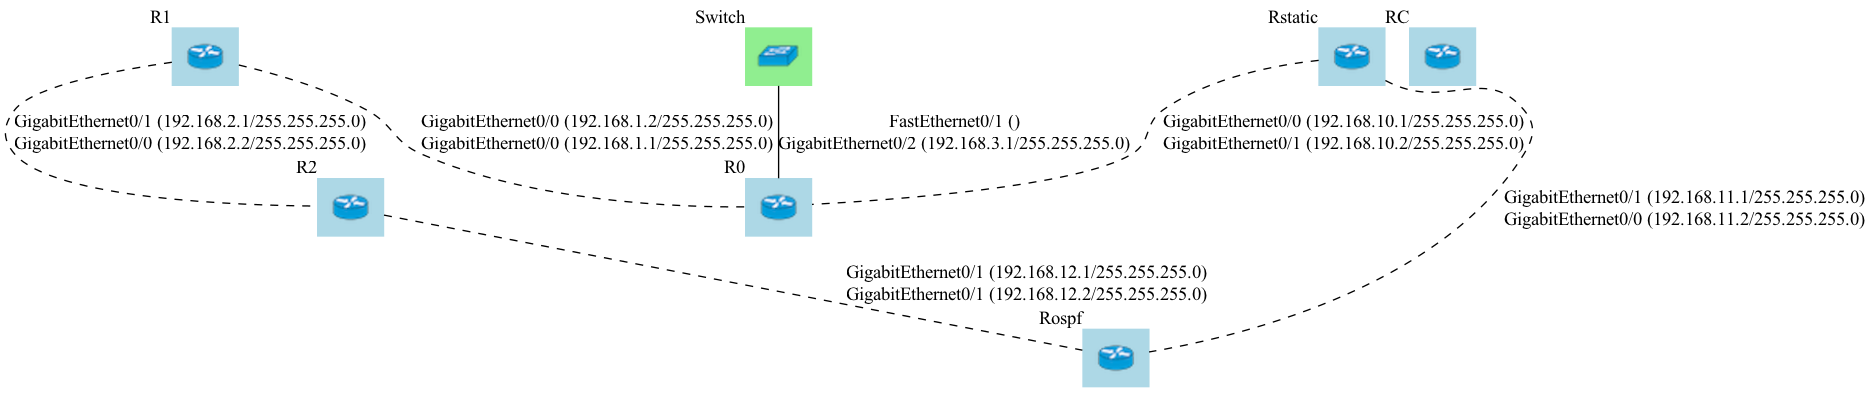 R1
Switch
Rstatic
RC
GigabitEthernet0/1 (192.168.2.1/255.255.255.0)
GigabitEthernet0/0 (192.168.2.2/255.255.255.0)
GigabitEthernet0/0 (192.168.1.2/255.255.255.0)
GigabitEthernet0/0 (192.168.1.1/255.255.255.0)
FastEthernet0/1 ()
GigabitEthernet0/2 (192.168.3.1/255.255.255.0)
GigabitEthernet0/0 (192.168.10.1/255.255.255.0)
GigabitEthernet0/1 (192.168.10.2/255.255.255.0)
R2
R0
GigabitEthernet0/1 (192.168.11.1/255.255.255.0)
GigabitEthernet0/0 (192.168.11.2/255.255.255.0)
GigabitEthernet0/1 (192.168.12.1/255.255.255.0)
GigabitEthernet0/1 (192.168.12.2/255.255.255.0)
Rospf